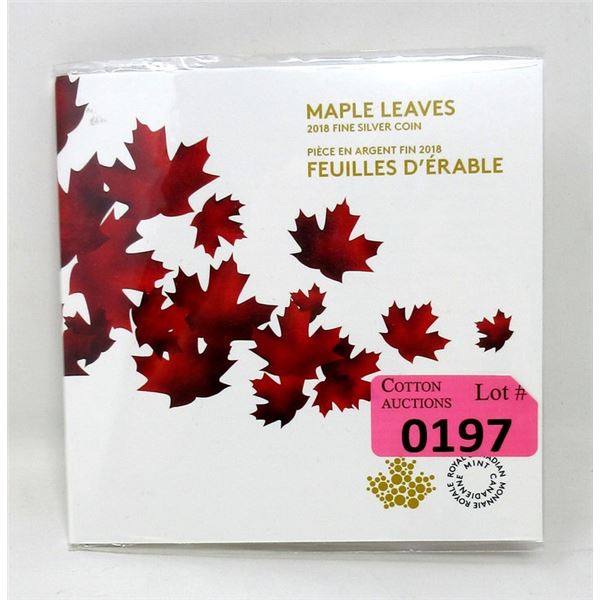 MAPLE LEAVES
2018 FINE SILVER COIN
PIÈCE EN ARGENT FIN 2018
FEUILLES D'ÉRABLE
COTTON
AUCTIONS
Lot #
0197
ROYAL CANADIAN MINT
MONNAIE ROYALE CANADIENNE